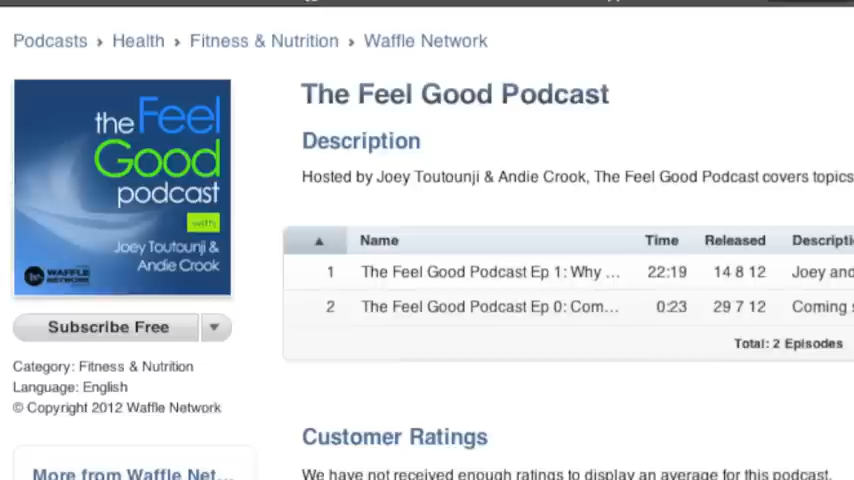 Podcasts › Health › Fitness & Nutrition › Waffle Network
the Feel
Good
podcast
with
Joey Toutounji &
Andie Crook
WAFFLE
NETWORK
Subscribe Free
Category: Fitness & Nutrition
Language: English
© Copyright 2012 Waffle Network
More from Waffle Net...
The Feel Good Podcast
Description
Hosted by Joey Toutounji & Andie Crook, The Feel Good Podcast covers topics
▲ Name Time Released Descripti
1 The Feel Good Podcast Ep 1: Why ... 22:19 14 8 12 Joey and
2 The Feel Good Podcast Ep 0: Com... 0:23 29 7 12 Coming s
Total: 2 Episodes
Customer Ratings
We have not received enough ratings to display an average for this podcast.